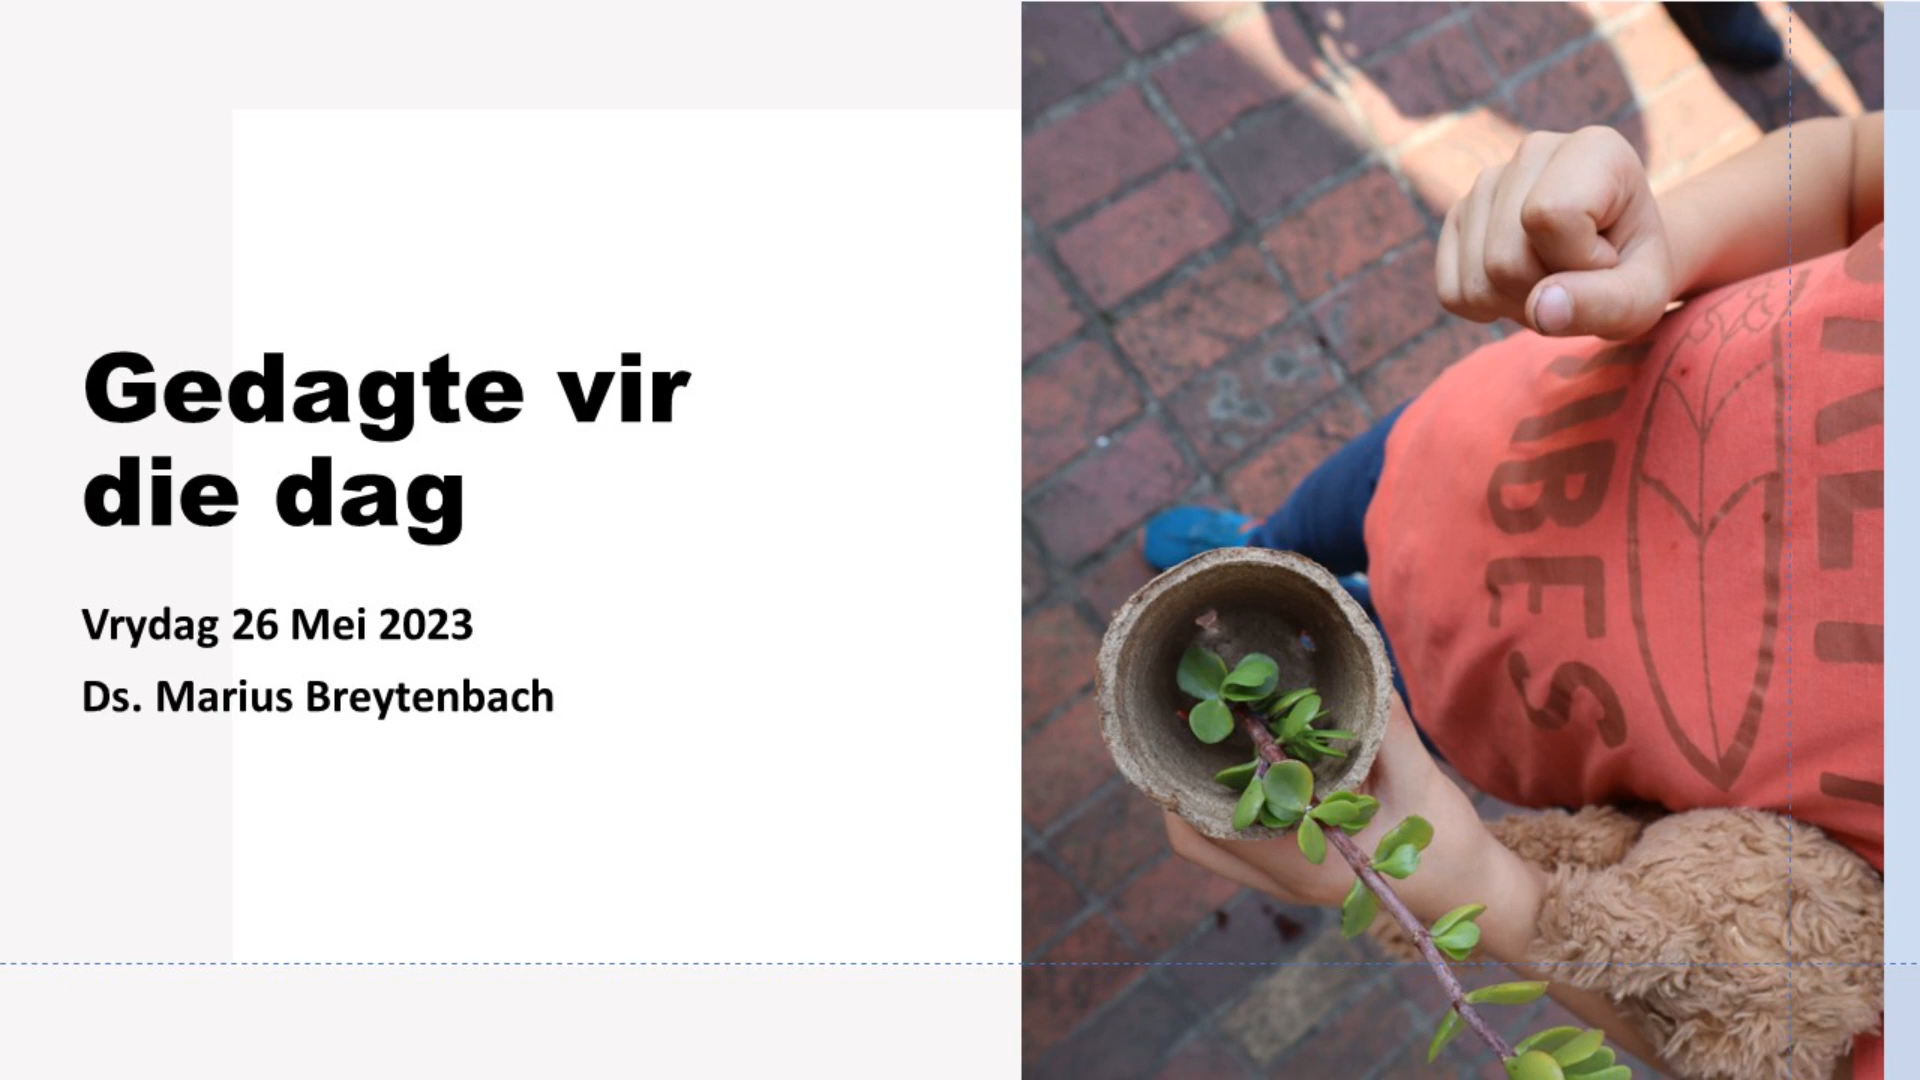 Gedagte vir
die dag
Vrydag 26 Mei 2023
Ds. Marius Breytenbach